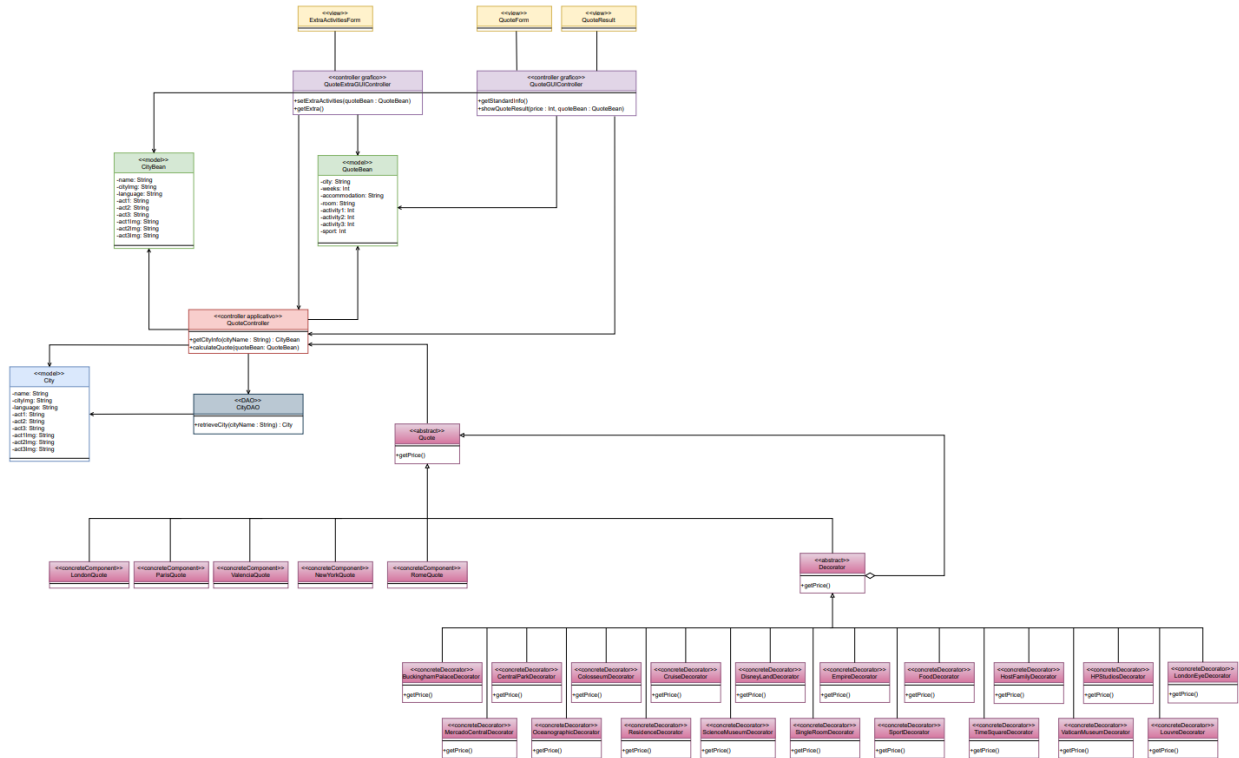 <<view>>
ExtraActivitiesForm
<<view>>
QuoteForm
<<view>>
QuoteResult
<<controller grafico>>
QuoteExtraGUIController
+setExtraActivities(quoteBean : QuoteBean)
+getExtra()
<<controller grafico>>
QuoteGUIController
+getStandardInfo()
+showQuoteResult(price : Int, quoteBean : QuoteBean)
<<model>>
CityBean
-name: String
-cityImg: String
-language: String
-act1: String
-act2: String
-act3: String
-act1Img: String
-act2Img: String
-act3Img: String
<<model>>
QuoteBean
-city: String
-weeks: Int
-accommodation: String
-room: String
-activity1: Int
-activity2: Int
-activity3: Int
-sport: Int
<<controller applicativo>>
QuoteController
+getCityInfo(cityName : String) : CityBean
+calculateQuote(quoteBean: QuoteBean)
<<model>>
City
-name: String
-cityImg: String
-language: String
-act1: String
-act2: String
-act3: String
-act1Img: String
-act2Img: String
-act3Img: String
<<DAO>>
CityDAO
+retrieveCity(cityName : String) : City
<<abstract>>
Quote
+getPrice()
<<concreteComponent>>
LondonQuote
<<concreteComponent>>
ParisQuote
<<concreteComponent>>
ValenciaQuote
<<concreteComponent>>
NewYorkQuote
<<concreteComponent>>
RomeQuote
<<abstract>>
Decorator
+getPrice()
<<concreteDecorator>>
BuckinghamPalaceDecorator
+getPrice()
<<concreteDecorator>>
CentralParkDecorator
+getPrice()
<<concreteDecorator>>
ColosseumDecorator
+getPrice()
<<concreteDecorator>>
CruiseDecorator
+getPrice()
<<concreteDecorator>>
DisneyLandDecorator
+getPrice()
<<concreteDecorator>>
EmpireDecorator
+getPrice()
<<concreteDecorator>>
FoodDecorator
+getPrice()
<<concreteDecorator>>
HostFamilyDecorator
+getPrice()
<<concreteDecorator>>
HPStudiosDecorator
+getPrice()
<<concreteDecorator>>
LondonEyeDecorator
+getPrice()
<<concreteDecorator>>
MercadoCentralDecorator
+getPrice()
<<concreteDecorator>>
OceanographicDecorator
+getPrice()
<<concreteDecorator>>
ResidenceDecorator
+getPrice()
<<concreteDecorator>>
ScienceMuseumDecorator
+getPrice()
<<concreteDecorator>>
SingleRoomDecorator
+getPrice()
<<concreteDecorator>>
SportDecorator
+getPrice()
<<concreteDecorator>>
TimeSquareDecorator
+getPrice()
<<concreteDecorator>>
VaticanMuseumDecorator
+getPrice()
<<concreteDecorator>>
LouvreDecorator
+getPrice()